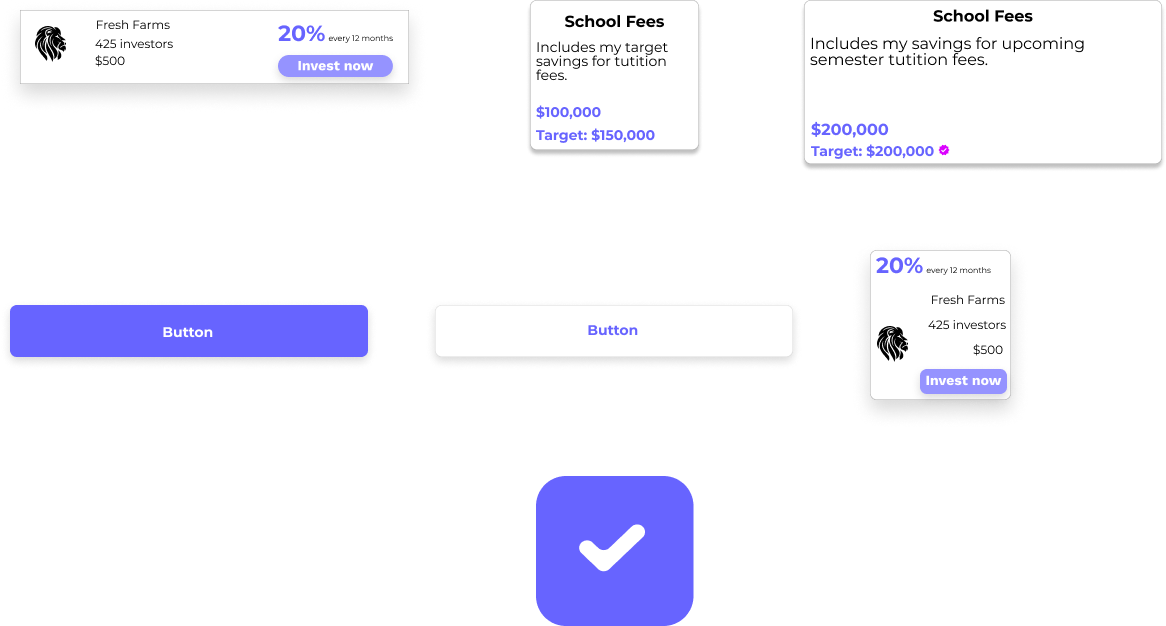 Fresh Farms
425 investors
$500
20% every 12 months
Invest now
School Fees
Includes my target
savings for tutition
fees.
$100,000
Target: $150,000
School Fees
Includes my savings for upcoming
semester tutition fees.
$200,000
Target: $200,000
Button
Button
20% every 12 months
Fresh Farms
425 investors
$500
Invest now